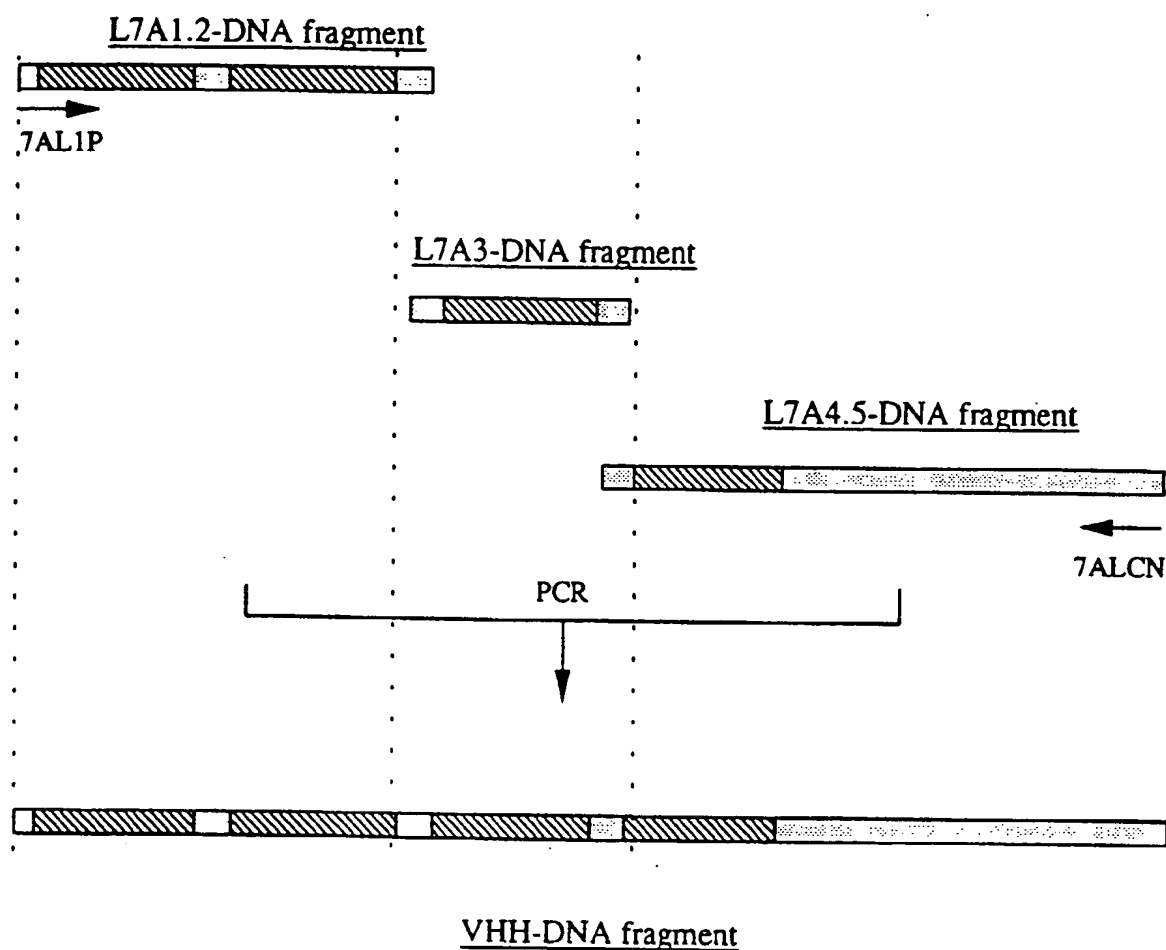 L7A1.2-DNA fragment
7AL1P
L7A3-DNA fragment
L7A4.5-DNA fragment
7ALCN
PCR
VHH-DNA fragment